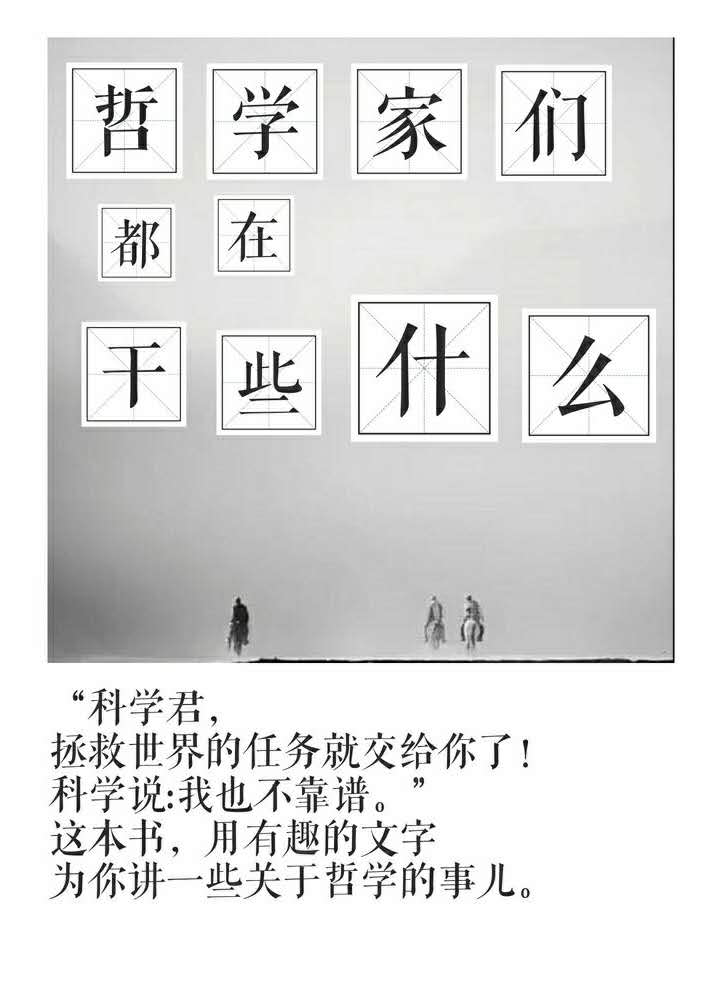 哲学家们
都在
干些什么
“科学君，
拯救世界的任务就交给你了！
科学说:我也不靠谱。”
这本书，用有趣的文字
为你讲一些关于哲学的事儿。